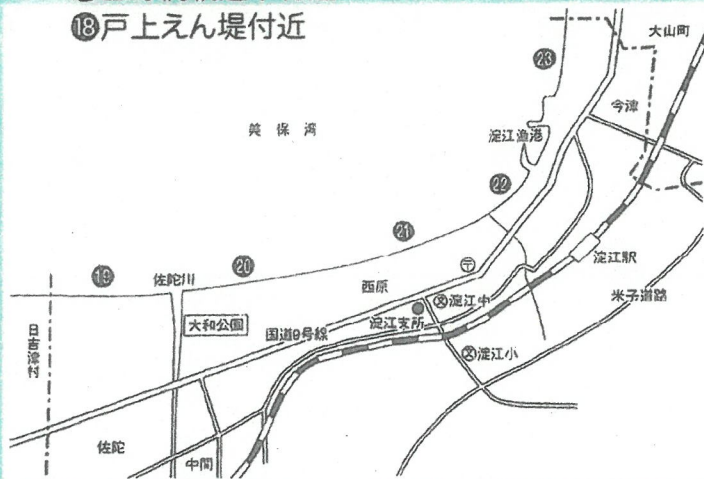 ⑱戸上えん堤付近
大山町
㉓
今津
美保湾
淀江漁港
㉒
㉑
淀江駅
⑲
佐陀川
⑳
西原
〒
米子道路
大和公園
淀江支所
文淀江中
国道9号線
日吉津村
文淀江小
佐陀
中間